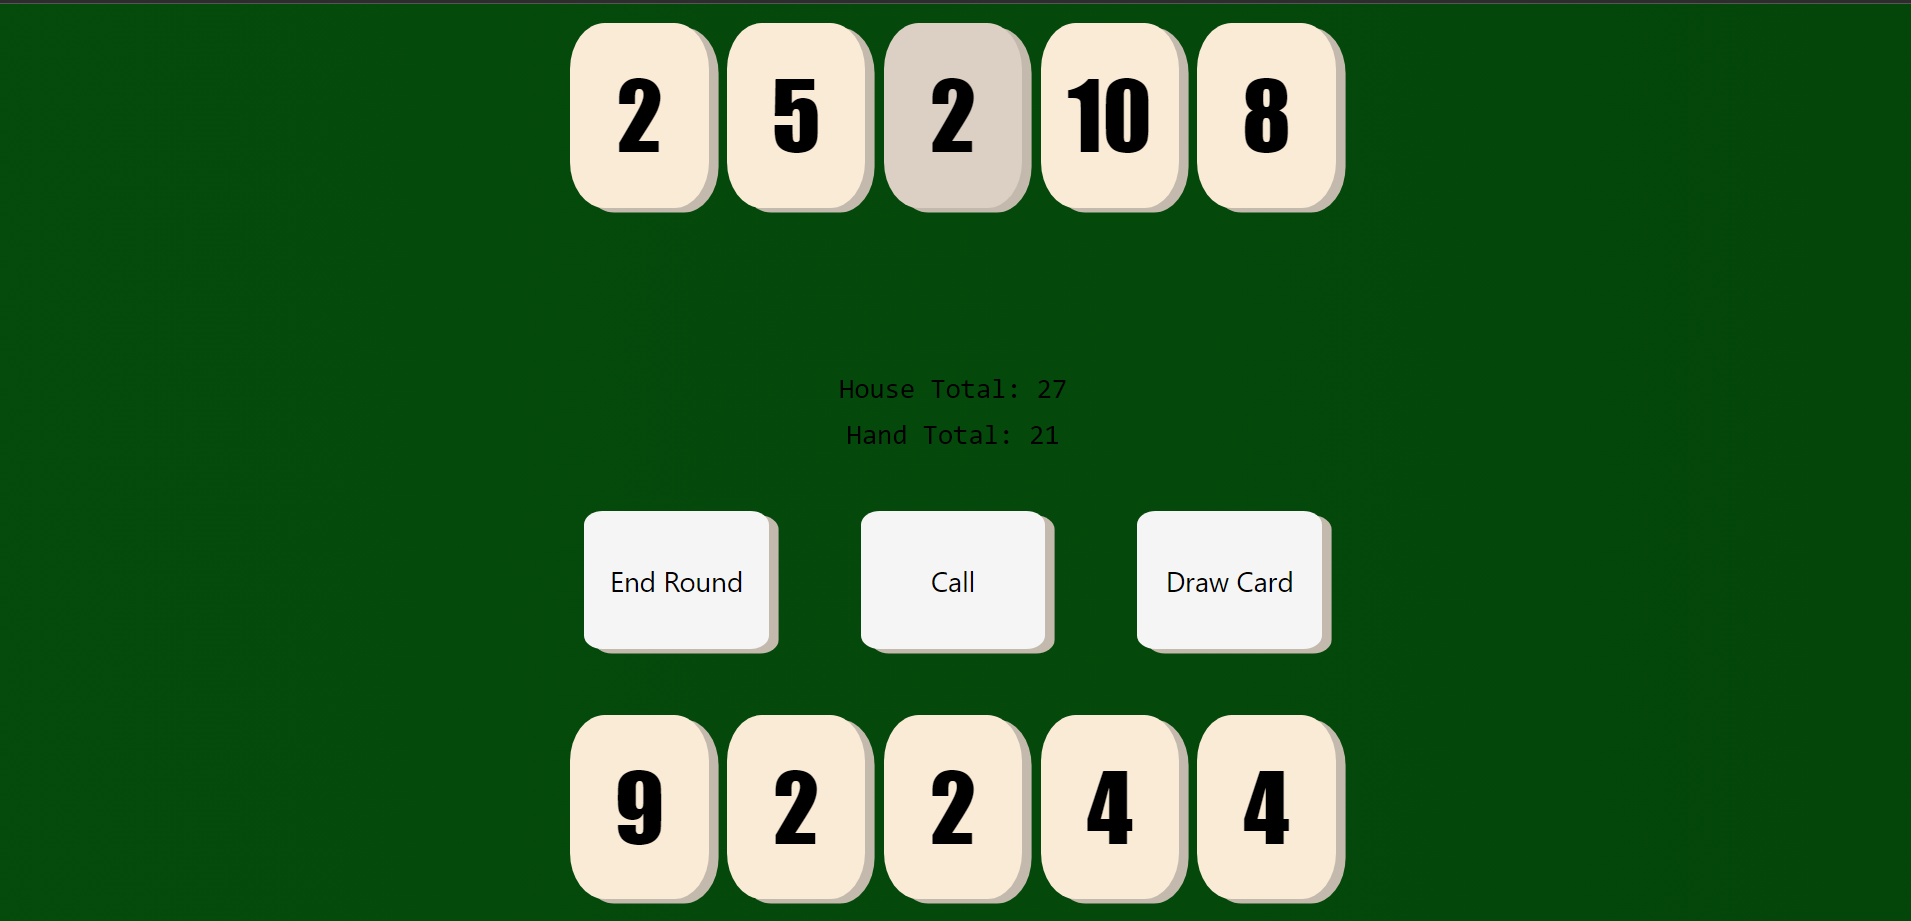 2 5 2 10 8
House Total: 27
Hand Total: 21
End Round Call Draw Card
9 2 2 4 4